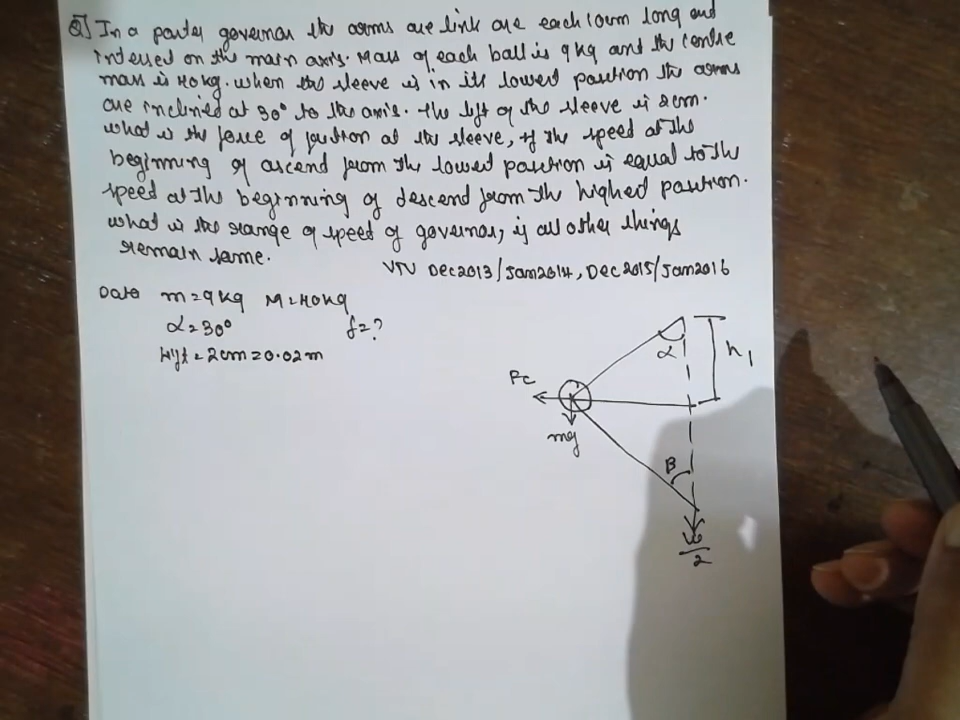 Q] In a porter governor the arms are link are each 10cm long and
intersed on the main axis. Mass of each ball is 9kg and the centre
mass is 40kg. when the sleeve is in its lowest position the arms
are inclined at 30° to the axis. the lift of the sleeve is 2cm.
what is the force of friction at the sleeve, if the speed at the
beginning of ascend from the lowest position is equal to the
speed at the beginning of descend from the highest position.
what is the range of speed of governor, if all other things
remain same.
VTU Dec2013/Jan2014, Dec2015/Jan2016
Data m=9kg M=40kg
α=30° f=?
lift=2cm=0.02m
α
h1
Fc
mg
β
w/2